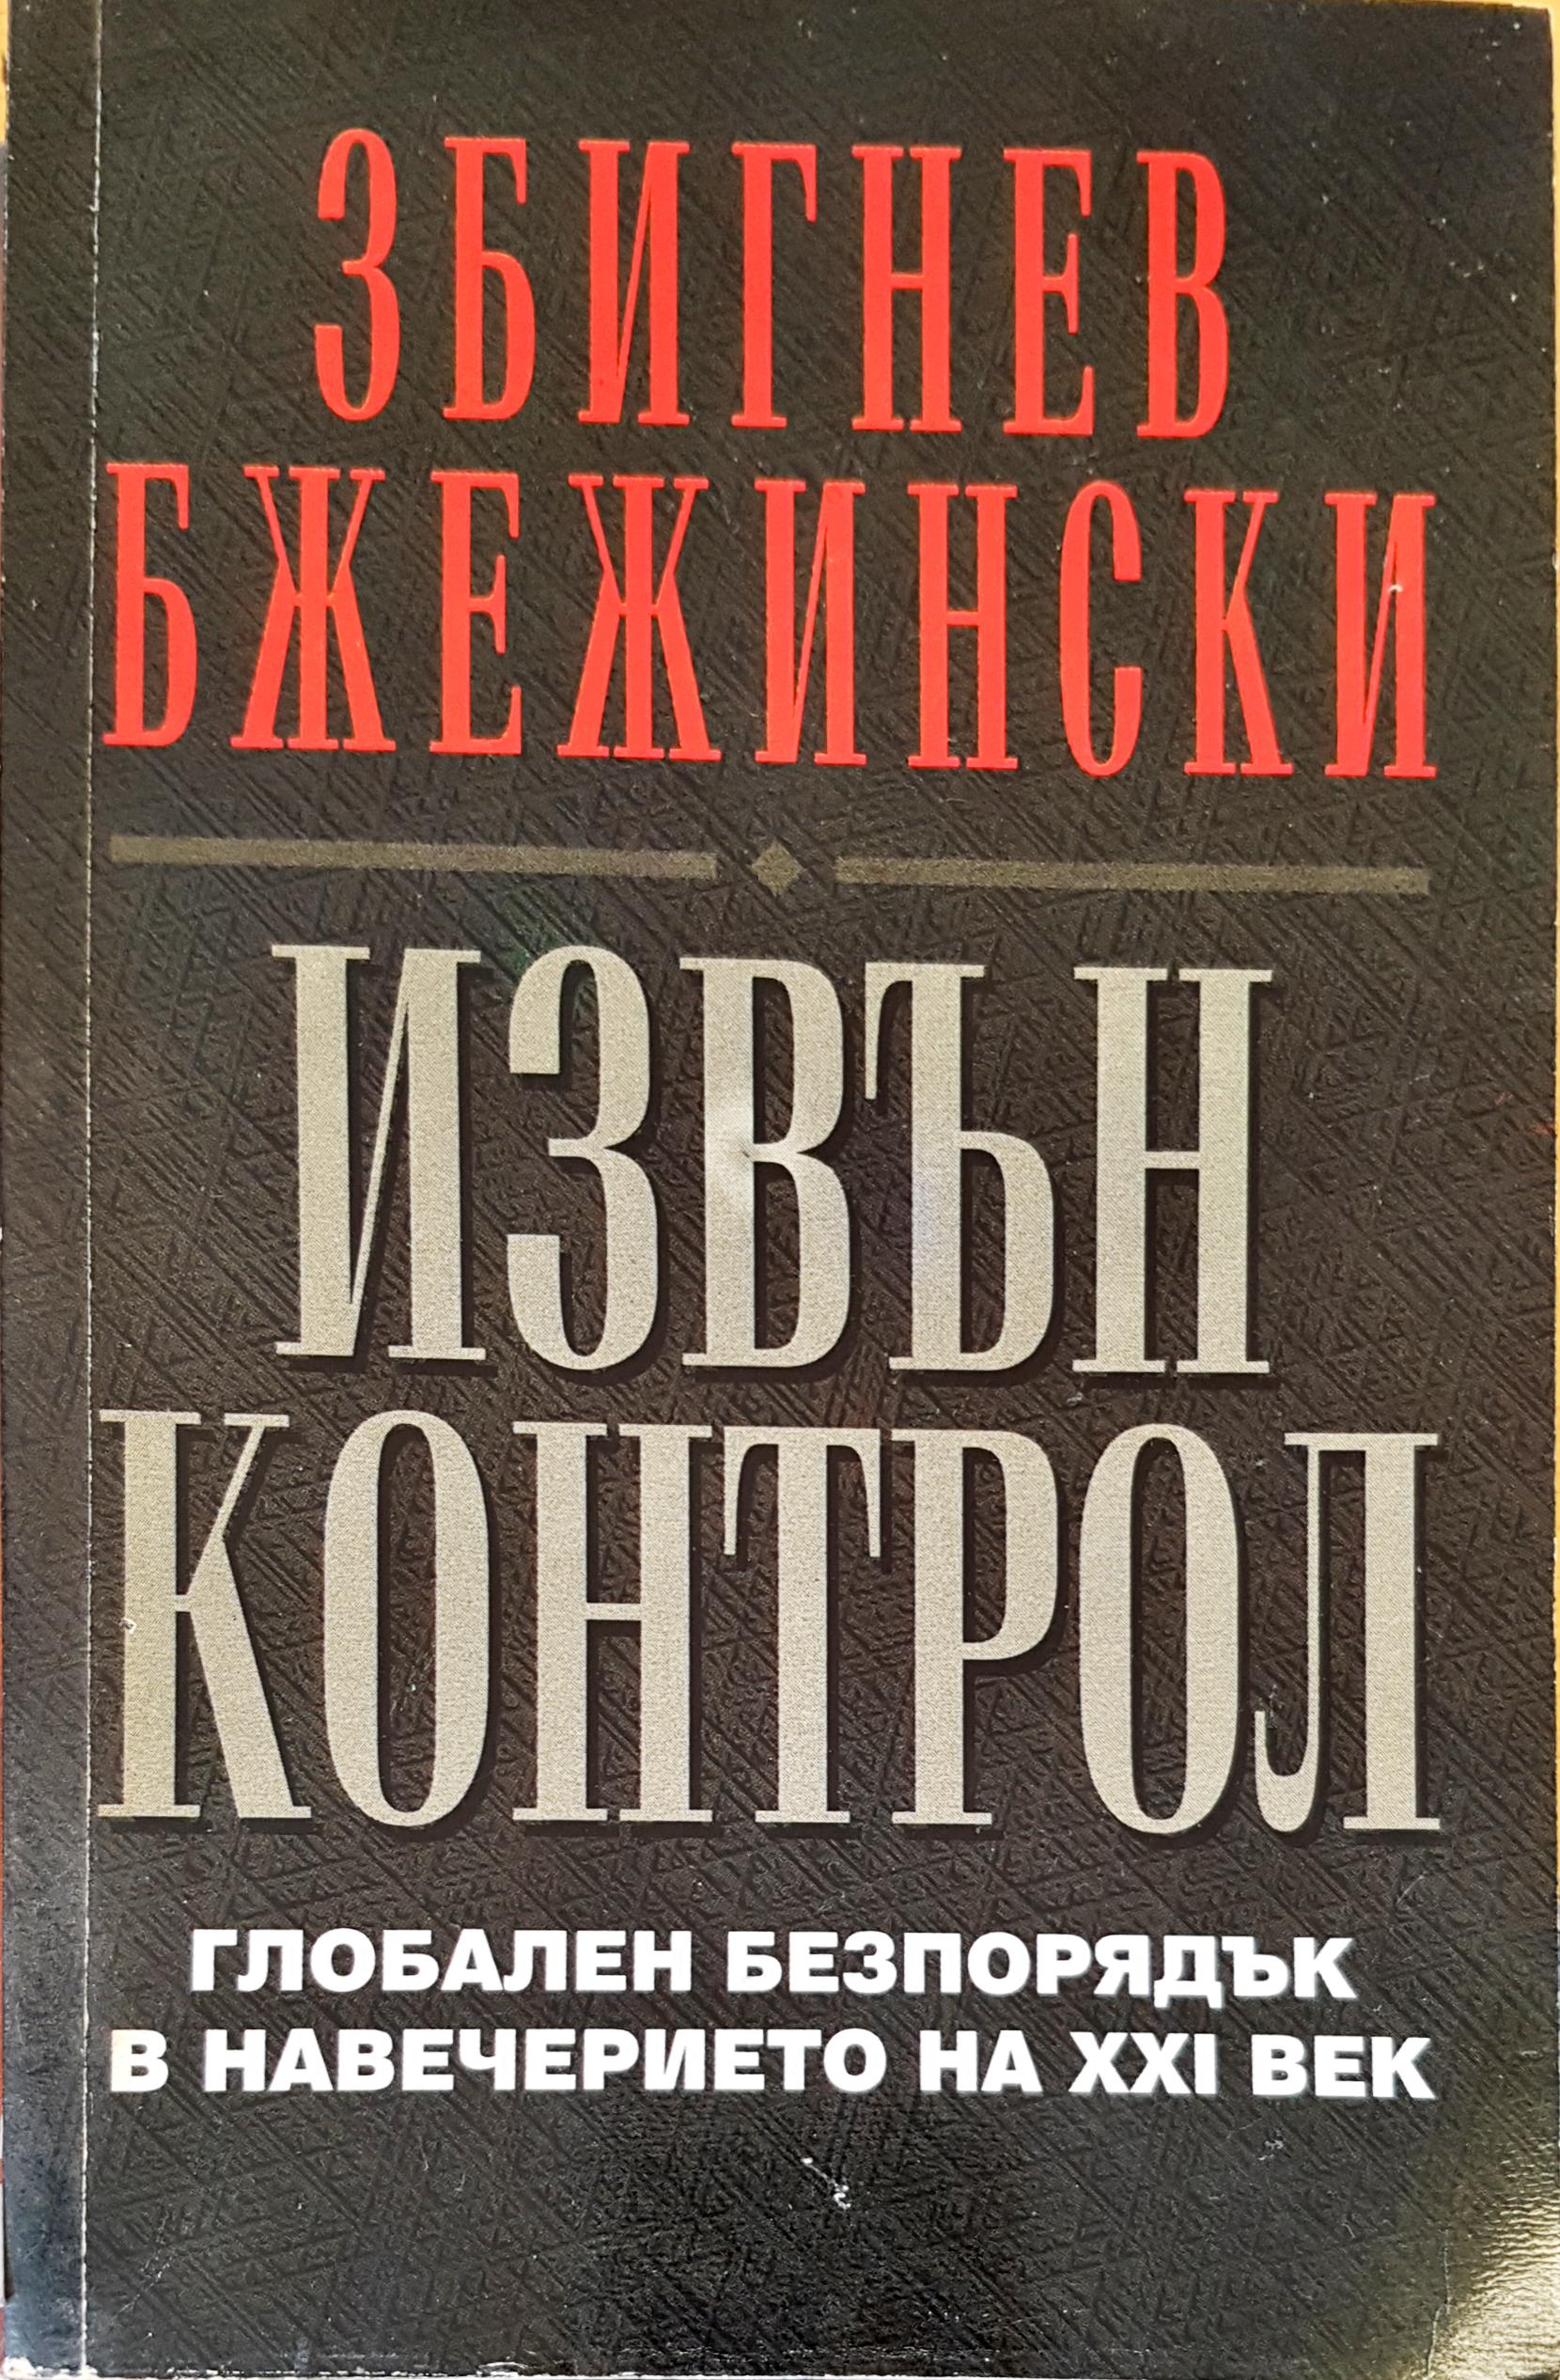 ЗБИГНЕВ
БЖЕЖИНСКИ
ИЗВЪН
КОНТРОЛ
ГЛОБАЛЕН БЕЗПОРЯДЪК
В НАВЕЧЕРИЕТО НА XXI ВЕК